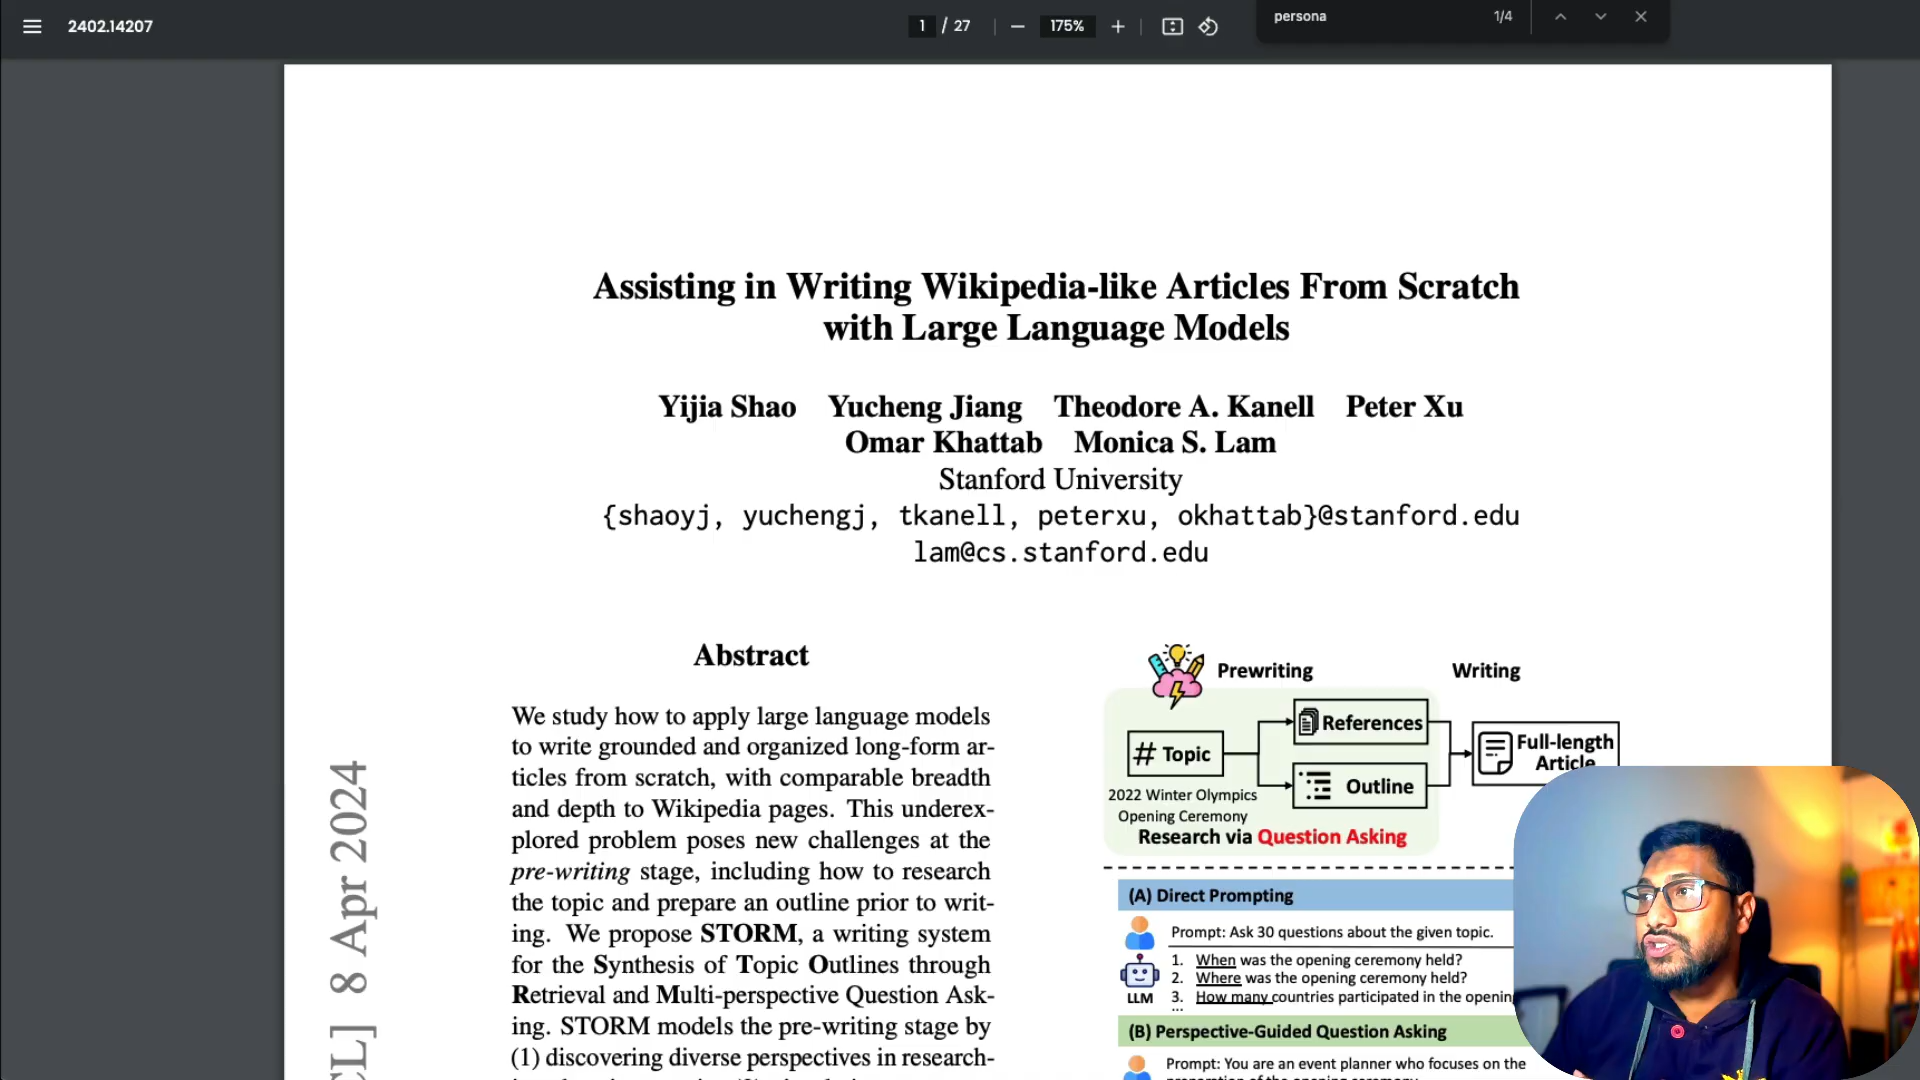 2402.14207
1 / 27
175%
persona
1/4
Assisting in Writing Wikipedia-like Articles From Scratch
with Large Language Models
Yijia Shao Yucheng Jiang Theodore A. Kanell Peter Xu
Omar Khattab Monica S. Lam
Stanford University
{shaoyj, yuchengj, tkanell, peterxu, okhattab}@stanford.edu
lam@cs.stanford.edu
CL] 8 Apr 2024
Abstract
We study how to apply large language models
to write grounded and organized long-form ar-
ticles from scratch, with comparable breadth
and depth to Wikipedia pages. This underex-
plored problem poses new challenges at the
pre-writing stage, including how to research
the topic and prepare an outline prior to writ-
ing. We propose STORM, a writing system
for the Synthesis of Topic Outlines through
Retrieval and Multi-perspective Question Ask-
ing. STORM models the pre-writing stage by
(1) discovering diverse perspectives in research-
Prewriting
Writing
# Topic
References
Outline
Full-length
Article
2022 Winter Olympics
Opening Ceremony
Research via Question Asking
(A) Direct Prompting
Prompt: Ask 30 questions about the given topic.
1. When was the opening ceremony held?
2. Where was the opening ceremony held?
3. How many countries participated in the openin
...
LLM
(B) Perspective-Guided Question Asking
Prompt: You are an event planner who focuses on the